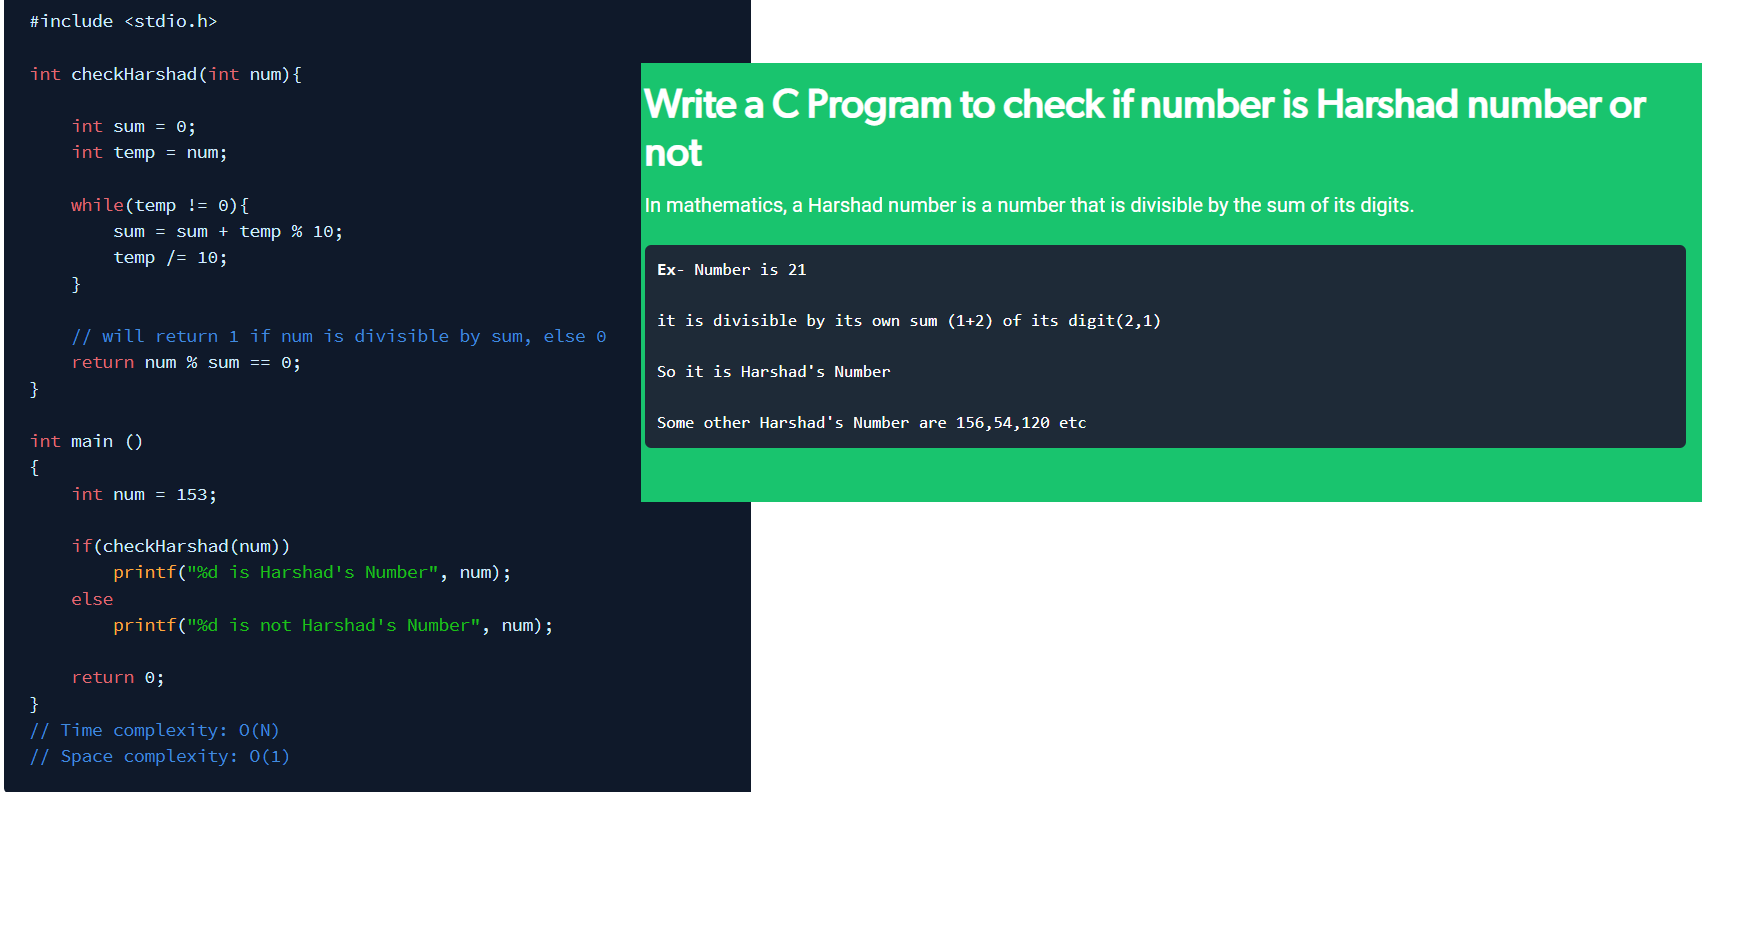 #include <stdio.h>
int checkHarshad(int num){
int sum = 0;
int temp = num;
while(temp != 0){
sum = sum + temp % 10;
temp /= 10;
}
// will return 1 if num is divisible by sum, else 0
return num % sum == 0;
}
int main ()
{
int num = 153;
if(checkHarshad(num))
printf("%d is Harshad's Number", num);
else
printf("%d is not Harshad's Number", num);
return 0;
}
// Time complexity: O(N)
// Space complexity: O(1)
Write a C Program to check if number is Harshad number or
not
In mathematics, a Harshad number is a number that is divisible by the sum of its digits.
Ex- Number is 21
it is divisible by its own sum (1+2) of its digit(2,1)
So it is Harshad's Number
Some other Harshad's Number are 156,54,120 etc